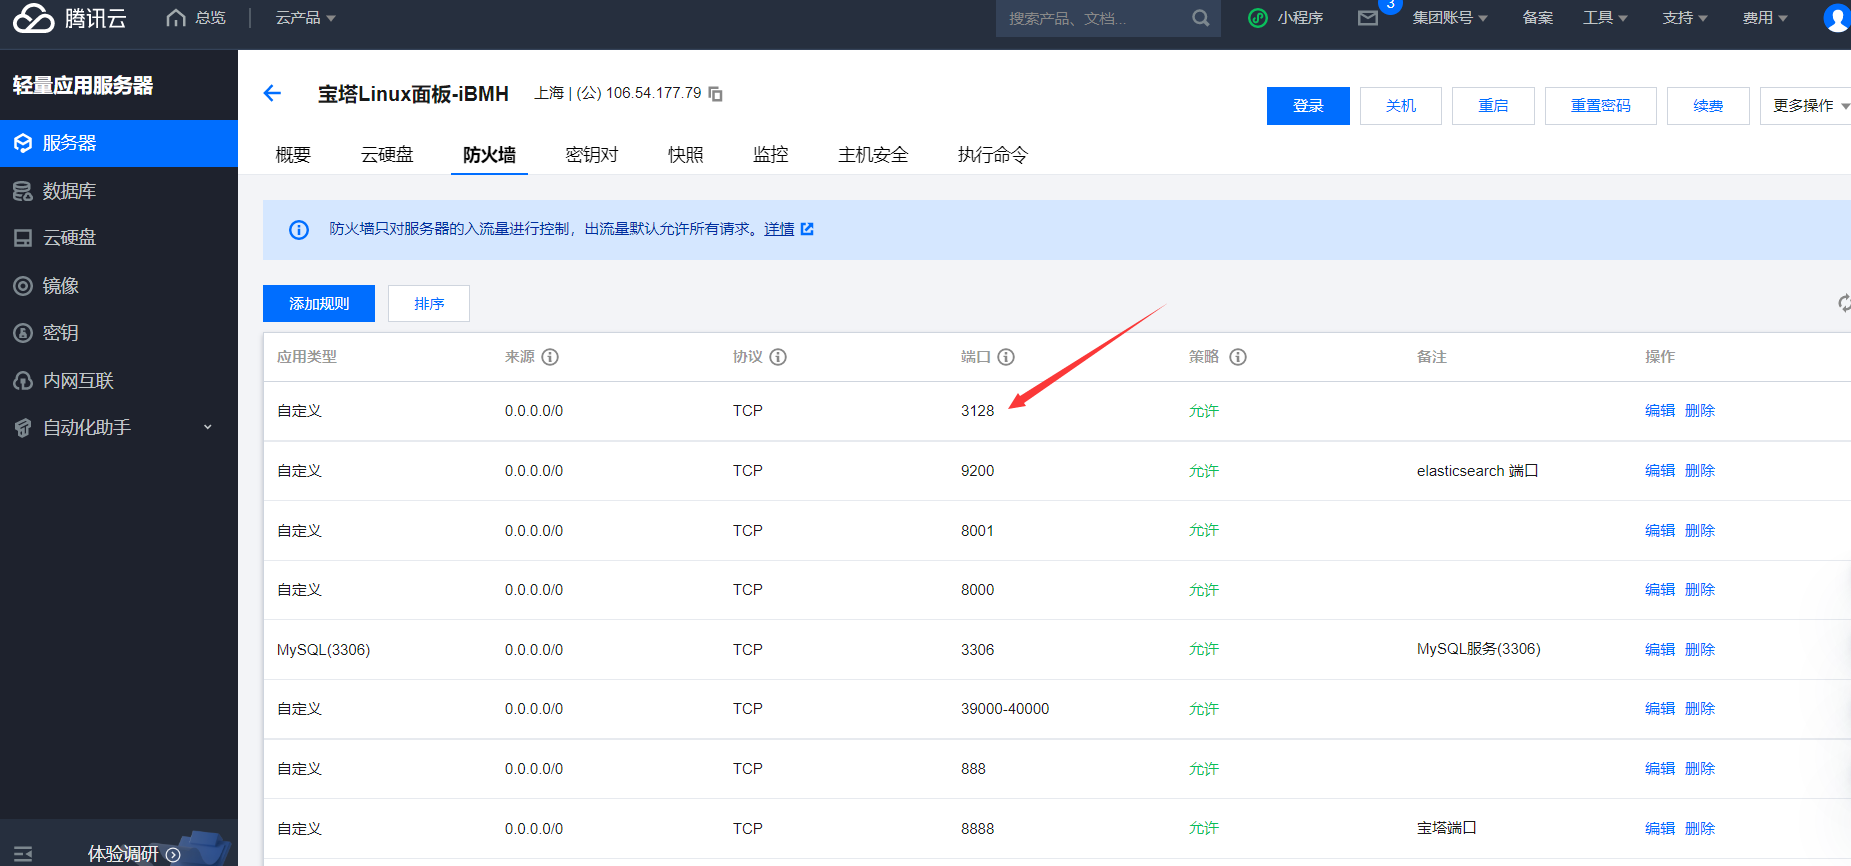 腾讯云 总览 云产品 搜索产品、文档... 小程序 3 集团账号 备案 工具 支持 费用
轻量应用服务器
服务器
数据库
云硬盘
镜像
密钥
内网互联
自动化助手
体验调研
宝塔Linux面板-iBMH 上海 | (公) 106.54.177.79
登录 关机 重启 重置密码 续费 更多操作
概要 云硬盘 防火墙 密钥对 快照 监控 主机安全 执行命令
防火墙只对服务器的入流量进行控制，出流量默认允许所有请求。详情
添加规则 排序
应用类型 来源 协议 端口 策略 备注 操作
自定义 0.0.0.0/0 TCP 3128 允许 编辑 删除
自定义 0.0.0.0/0 TCP 9200 允许 elasticsearch 端口 编辑 删除
自定义 0.0.0.0/0 TCP 8001 允许 编辑 删除
自定义 0.0.0.0/0 TCP 8000 允许 编辑 删除
MySQL(3306) 0.0.0.0/0 TCP 3306 允许 MySQL服务(3306) 编辑 删除
自定义 0.0.0.0/0 TCP 39000-40000 允许 编辑 删除
自定义 0.0.0.0/0 TCP 888 允许 编辑 删除
自定义 0.0.0.0/0 TCP 8888 允许 宝塔端口 编辑 删除